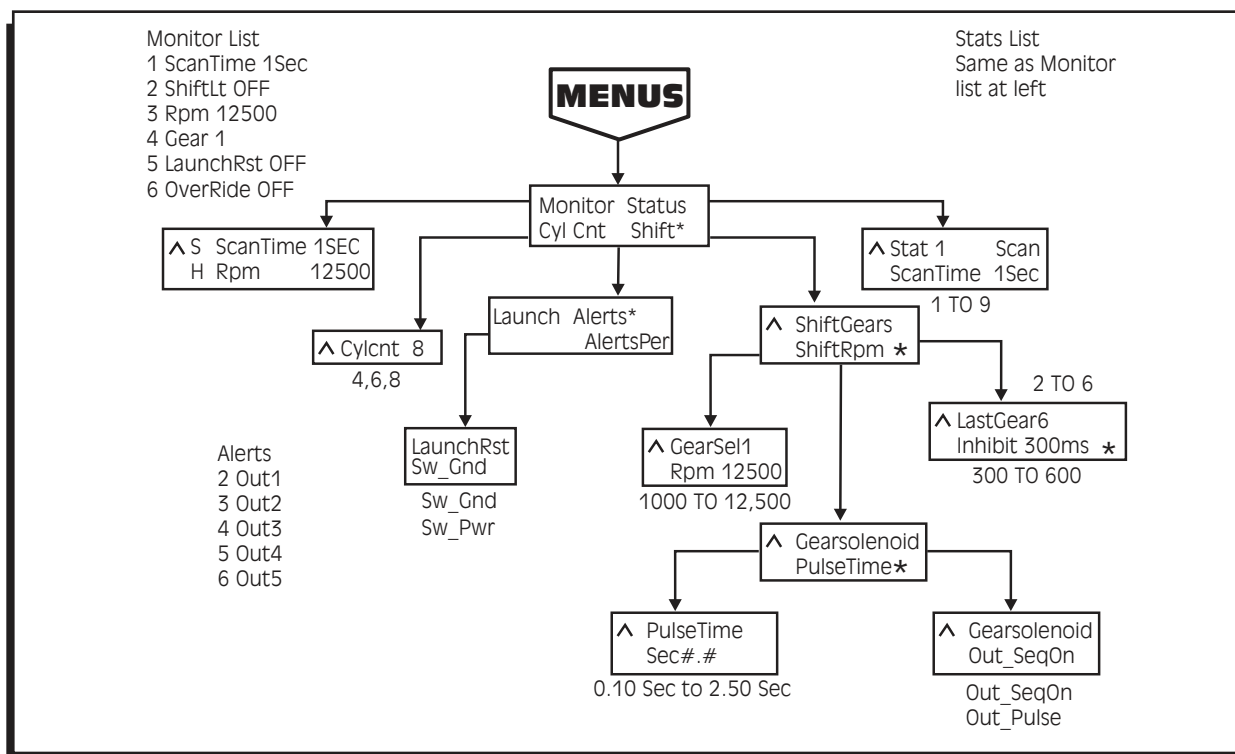 Monitor List
1 ScanTime 1Sec
2 ShiftLt OFF
3 Rpm 12500
4 Gear 1
5 LaunchRst OFF
6 OverRide OFF
Stats List
Same as Monitor
list at left
MENUS
Monitor Status
Cyl Cnt Shift*
^ S ScanTime 1SEC
H Rpm 12500
^ Stat 1 Scan
ScanTime 1Sec
1 TO 9
Launch Alerts*
AlertsPer
^ ShiftGears
ShiftRpm *
^ Cylcnt 8
4,6,8
2 TO 6
^ LastGear6
Inhibit 300ms *
300 TO 600
LaunchRst
Sw_Gnd
Sw_Gnd
Sw_Pwr
^ GearSel1
Rpm 12500
1000 TO 12,500
Alerts
2 Out1
3 Out2
4 Out3
5 Out4
6 Out5
^ Gearsolenoid
PulseTime*
^ PulseTime
Sec#.#
0.10 Sec to 2.50 Sec
^ Gearsolenoid
Out_SeqOn
Out_SeqOn
Out_Pulse